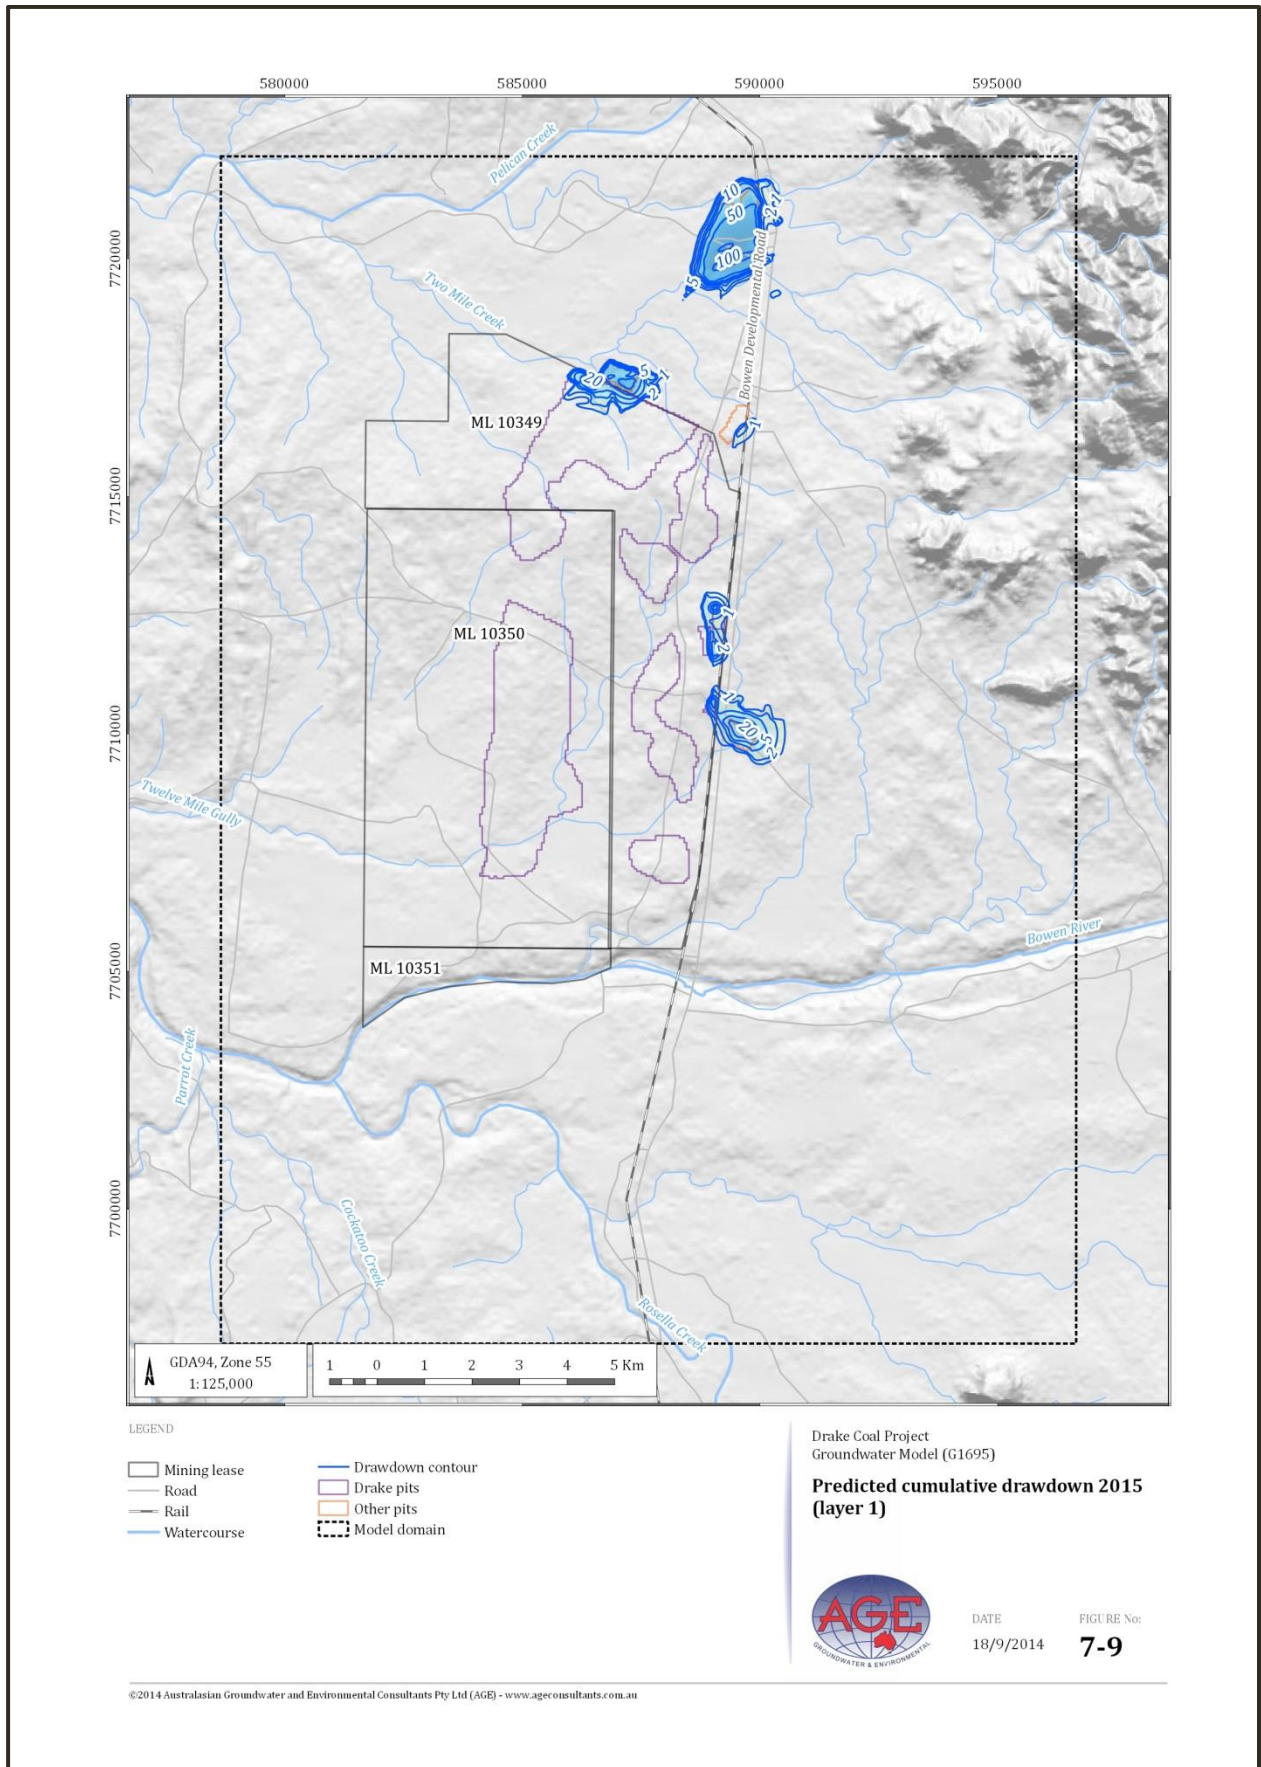 580000
585000
590000
595000
7720000
7715000
7710000
7705000
7700000
Pelican Creek
10
50
100
2
1
5
Bowen Developmental Road
Two Mile Creek
20
5
2
1
ML 10349
1
ML 10350
1
2
1
20
5
2
Twelve Mile Gully
Bowen River
ML 10351
Parrot Creek
Cockatoo Creek
Rosella Creek
N
GDA94, Zone 55
1:125,000
1 0 1 2 3 4 5 Km
LEGEND
Mining lease
Road
Rail
Watercourse
Drawdown contour
Drake pits
Other pits
Model domain
Drake Coal Project
Groundwater Model (G1695)
Predicted cumulative drawdown 2015
(layer 1)
AGE
GROUNDWATER & ENVIRONMENTAL
DATE
18/9/2014
FIGURE No:
7-9
©2014 Australasian Groundwater and Environmental Consultants Pty Ltd (AGE) - www.ageconsultants.com.au